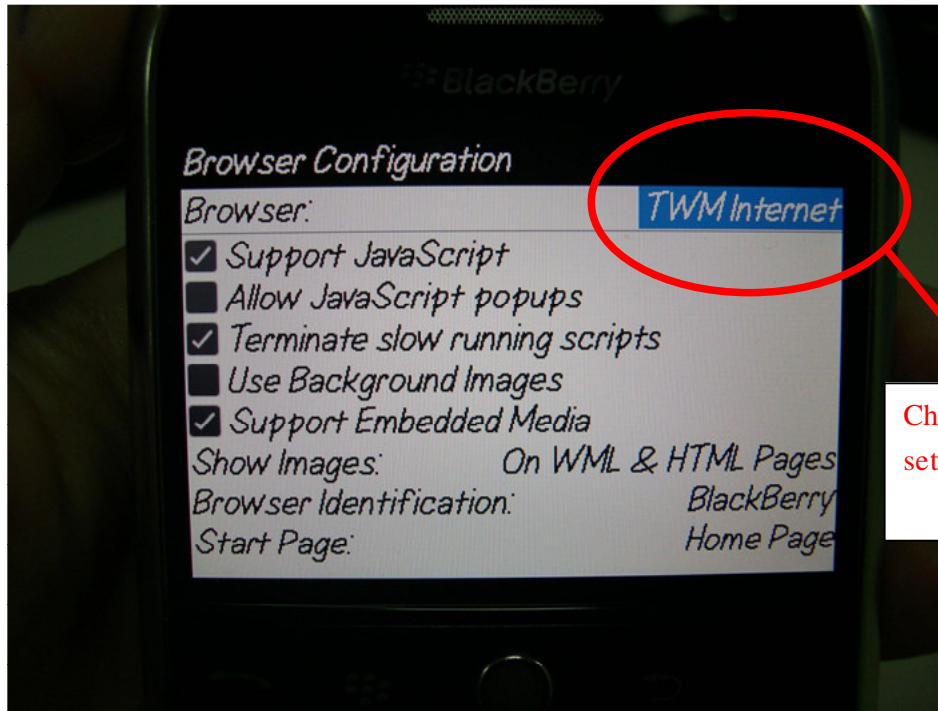 BlackBerry
Browser Configuration
Browser: TWM Internet
Support JavaScript
Allow JavaScript popups
Terminate slow running scripts
Use Background Images
Support Embedded Media
Show Images: On WML & HTML Pages
Browser Identification: BlackBerry
Start Page: Home Page
Ch
set